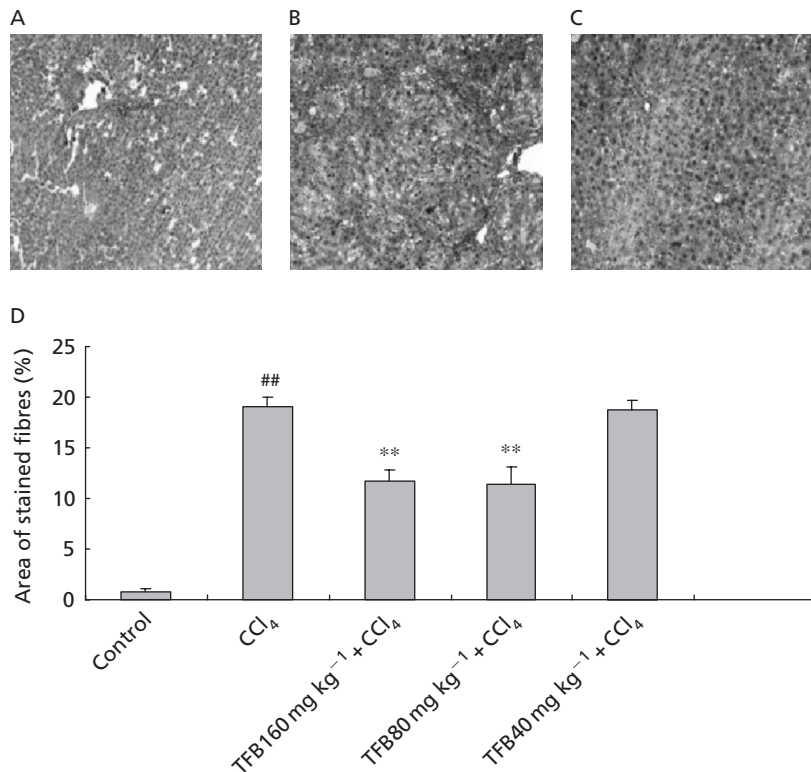 A
B
C
D
Area of stained fibres (%)
25
20
15
10
5
0
##
**
**
Control
CCl₄
TFB160 mg kg⁻¹+CCl₄
TFB80 mg kg⁻¹+CCl₄
TFB40 mg kg⁻¹+CCl₄